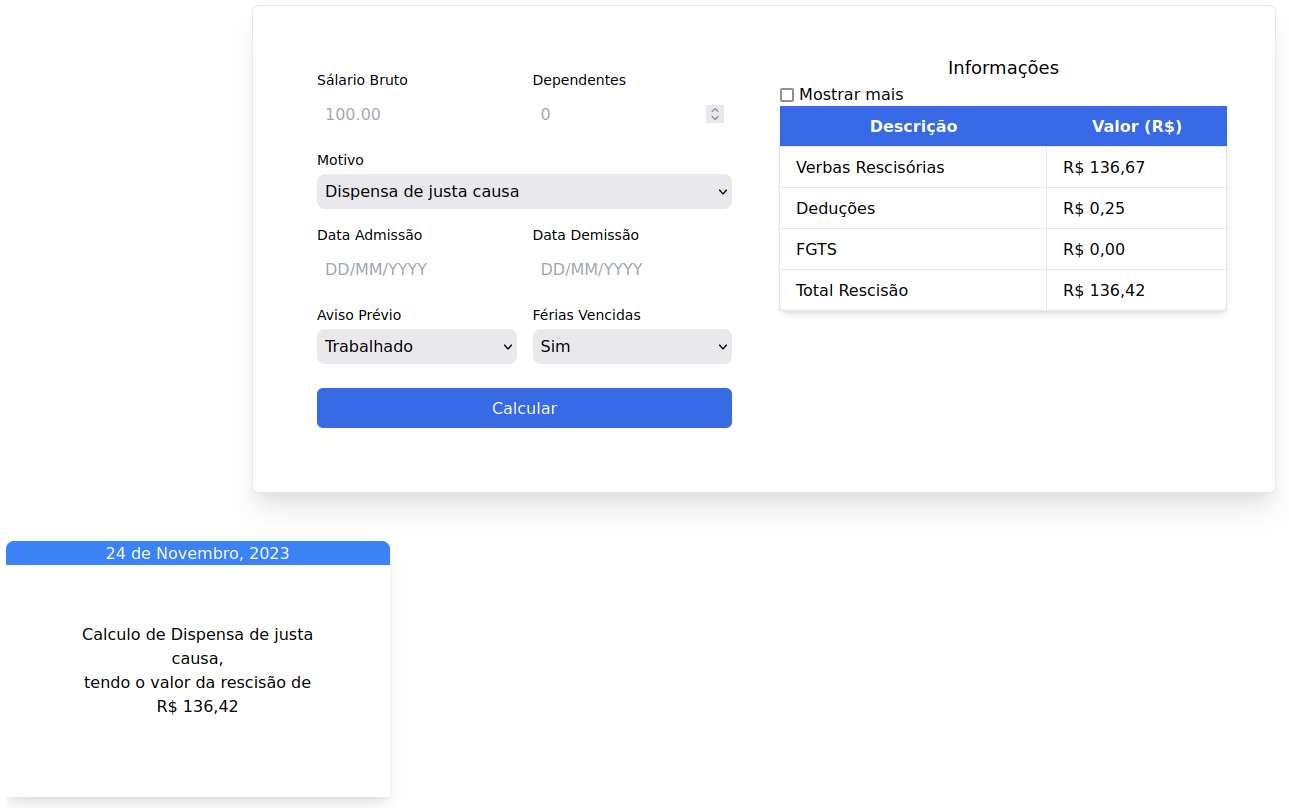 Sálario Bruto
Dependentes
100.00
0
Motivo
Dispensa de justa causa
Data Admissão
Data Demissão
DD/MM/YYYY
DD/MM/YYYY
Aviso Prévio
Férias Vencidas
Trabalhado
Sim
Calcular
Informações
Mostrar mais
Descrição Valor (R$)
Verbas Rescisórias R$ 136,67
Deduções R$ 0,25
FGTS R$ 0,00
Total Rescisão R$ 136,42
24 de Novembro, 2023
Calculo de Dispensa de justa
causa,
tendo o valor da rescisão de
R$ 136,42